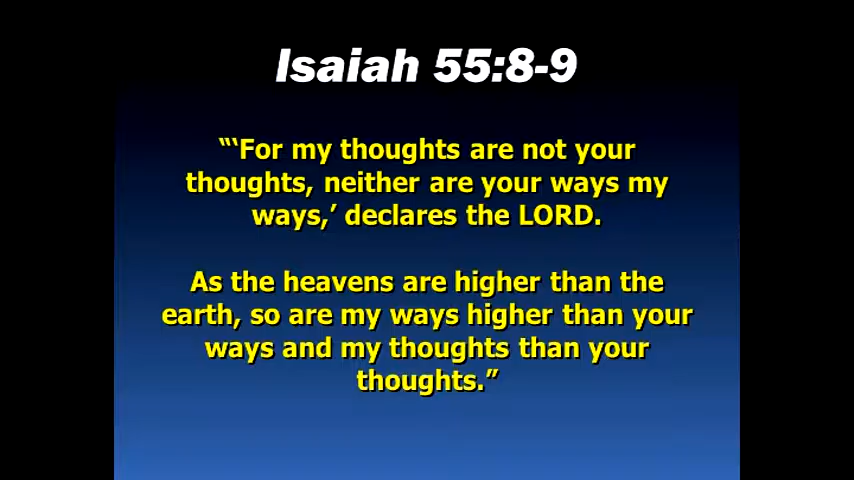 Isaiah 55:8-9
“‘For my thoughts are not your
thoughts, neither are your ways my
ways,’ declares the LORD.
As the heavens are higher than the
earth, so are my ways higher than your
ways and my thoughts than your
thoughts.”